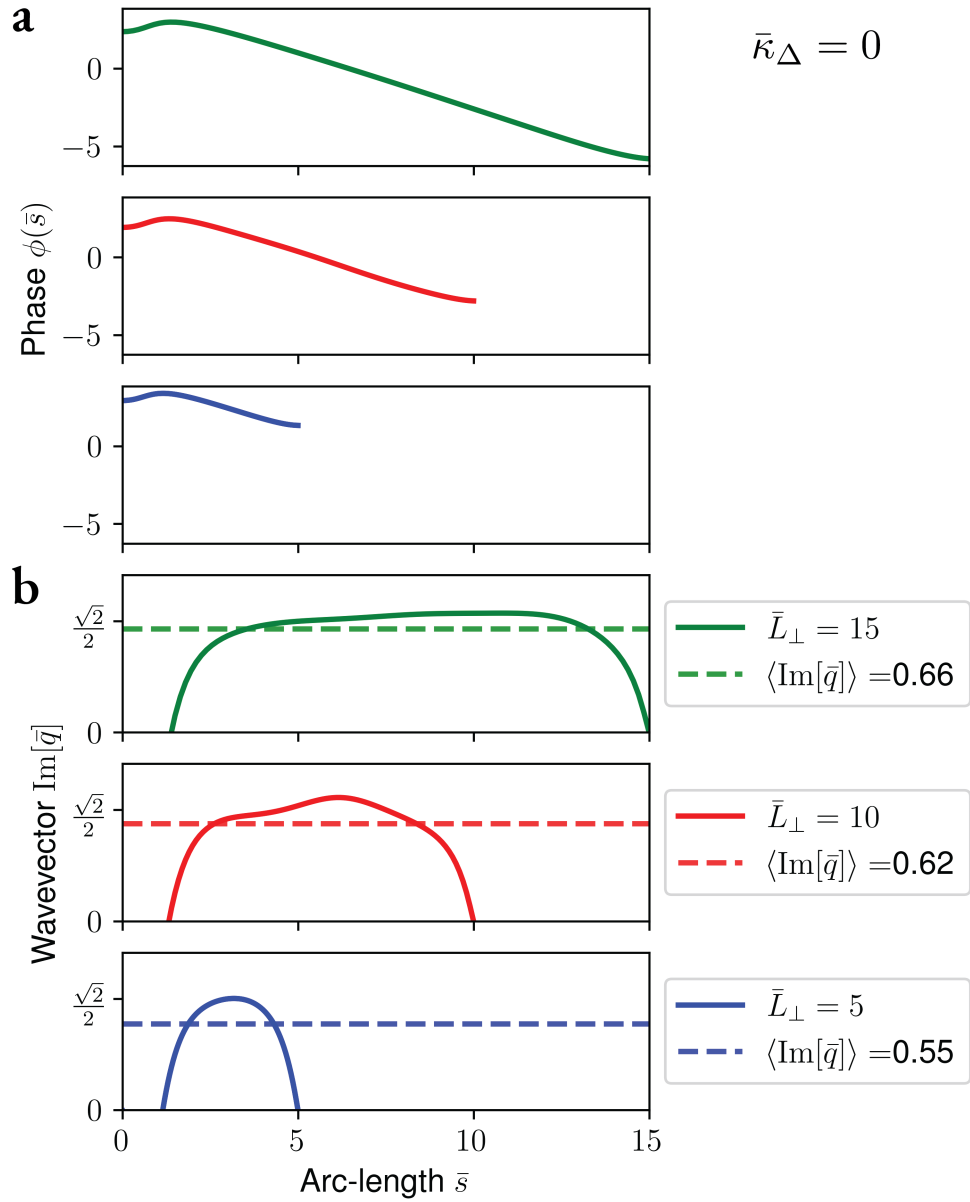 a
κ̄_Δ = 0
0
−5
0
−5
0
−5
Phase ϕ(s̄)
b
√2/2
0
√2/2
0
√2/2
0
Wavevector Im[q̄]
L̄_⊥ = 15
⟨Im[q̄]⟩ =0.66
L̄_⊥ = 10
⟨Im[q̄]⟩ =0.62
L̄_⊥ = 5
⟨Im[q̄]⟩ =0.55
0 5 10 15
Arc-length s̄